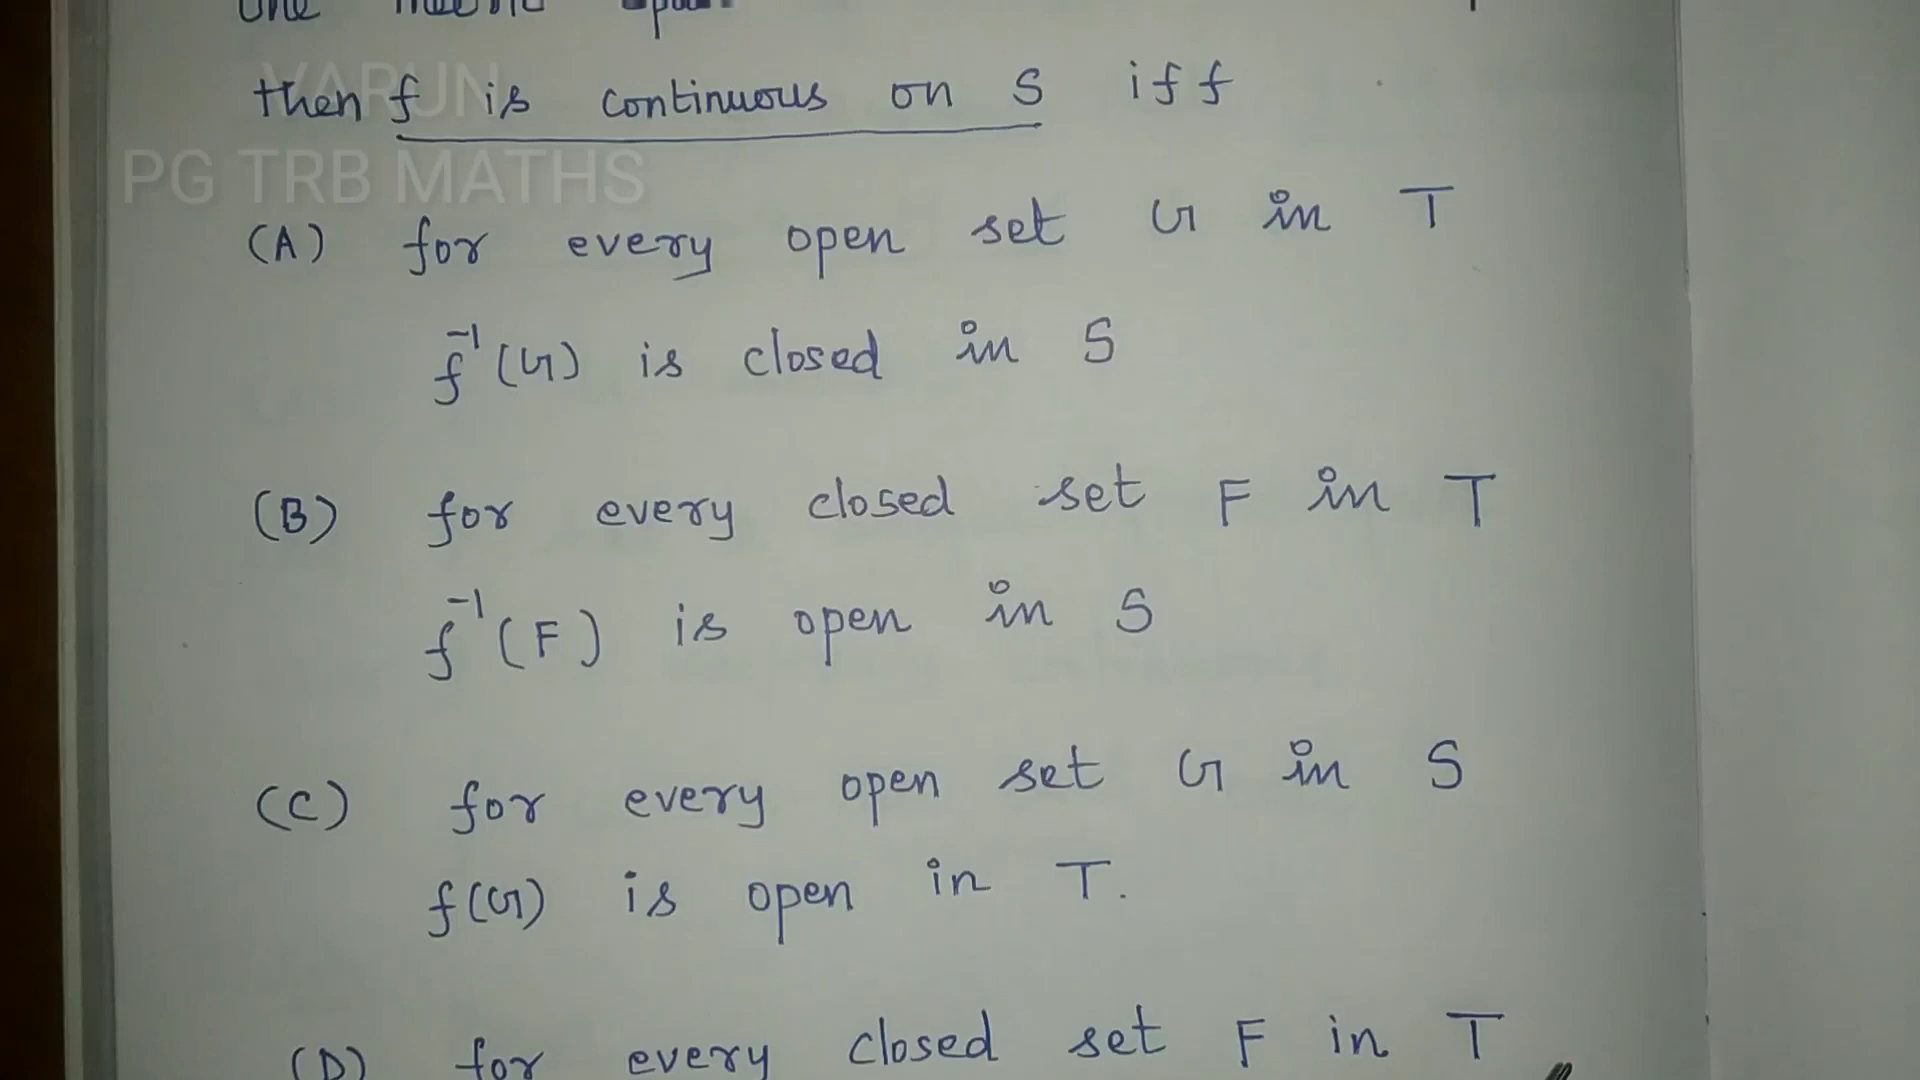 then f is continuous on S iff
VARUN
PG TRB MATHS
(A) for every open set G in T
f⁻¹(G) is closed in S
(B) for every closed set F in T
f⁻¹(F) is open in S
(C) for every open set G in S
f(G) is open in T.
(D) for every closed set F in T